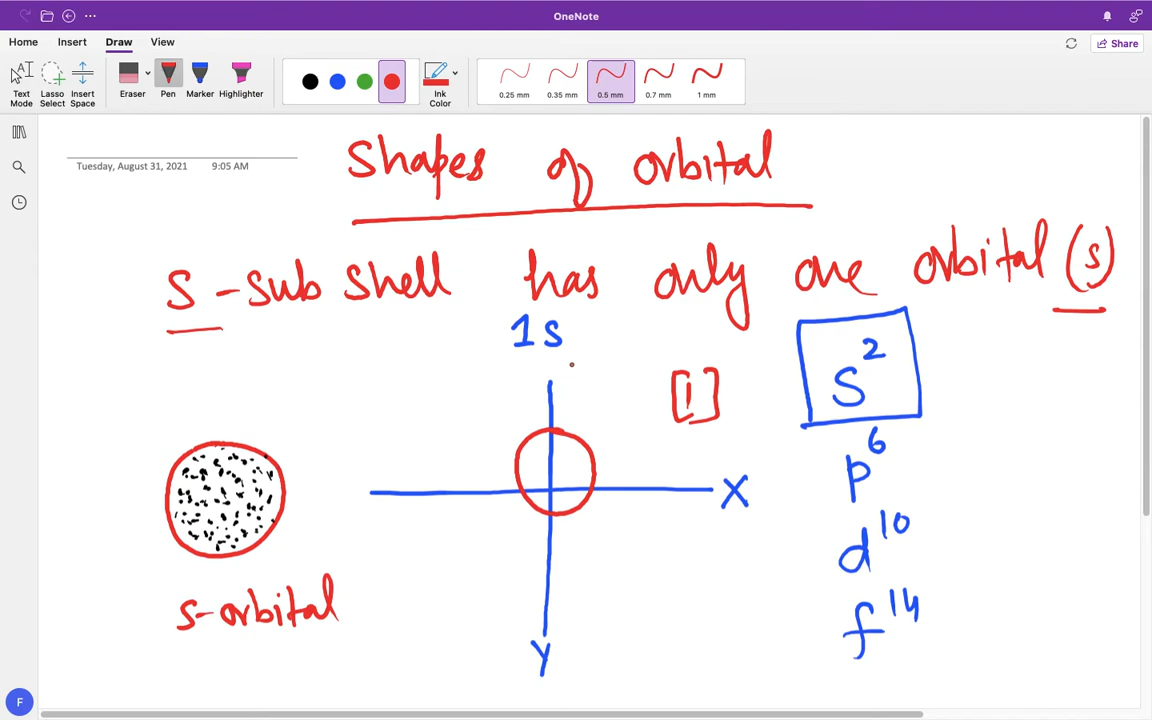 OneNote
Home Insert Draw View
Share
Text Mode
Lasso Select
Insert Space
Eraser
Pen
Marker
Highlighter
Ink Color
0.25 mm
0.35 mm
0.5 mm
0.7 mm
1 mm
Tuesday, August 31, 2021 9:05 AM
Shapes of orbital
S-sub shell has only one orbital (s)
1s
[1]
S²
p⁶
d¹⁰
f¹⁴
X
Y
s-orbital
F